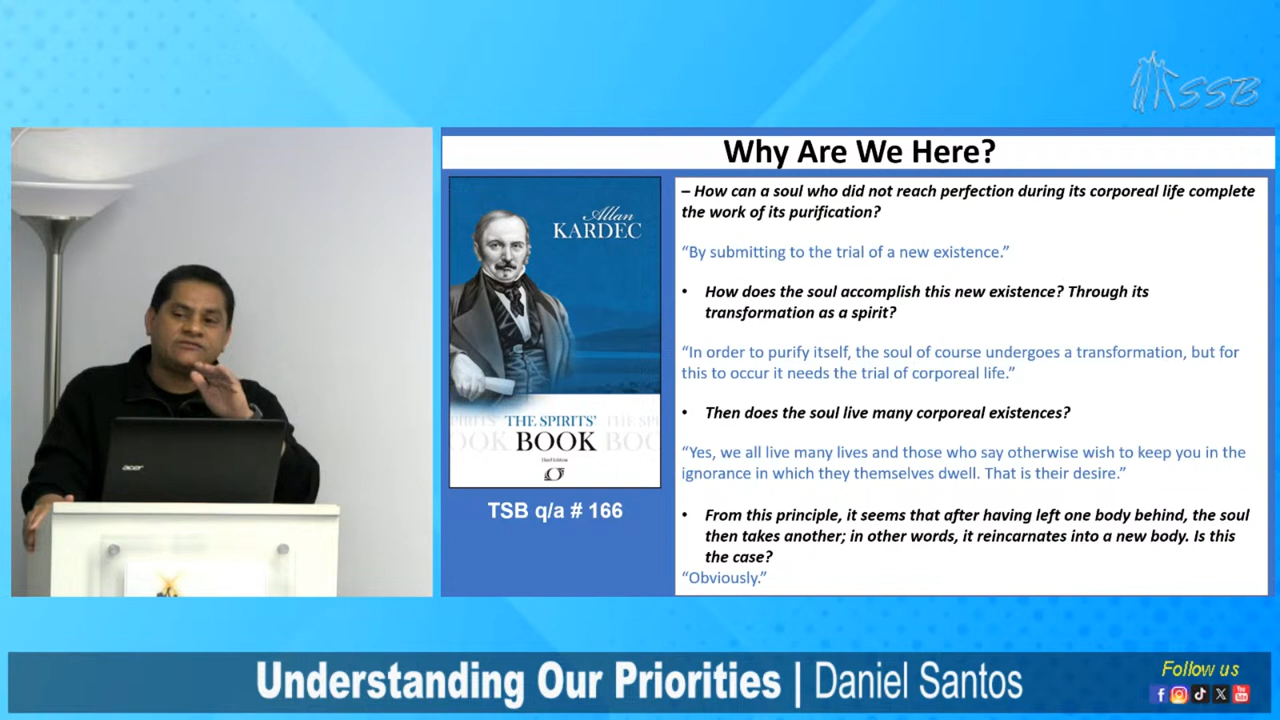 SSB
Why Are We Here?
Allan
KARDEC
THE SPIRITS'
BOOK
Third Edition
TSB q/a # 166
– How can a soul who did not reach perfection during its corporeal life complete
the work of its purification?
“By submitting to the trial of a new existence.”
• How does the soul accomplish this new existence? Through its
transformation as a spirit?
“In order to purify itself, the soul of course undergoes a transformation, but for
this to occur it needs the trial of corporeal life.”
• Then does the soul live many corporeal existences?
“Yes, we all live many lives and those who say otherwise wish to keep you in the
ignorance in which they themselves dwell. That is their desire.”
• From this principle, it seems that after having left one body behind, the soul
then takes another; in other words, it reincarnates into a new body. Is this
the case?
“Obviously.”
acer
Understanding Our Priorities | Daniel Santos
Follow us